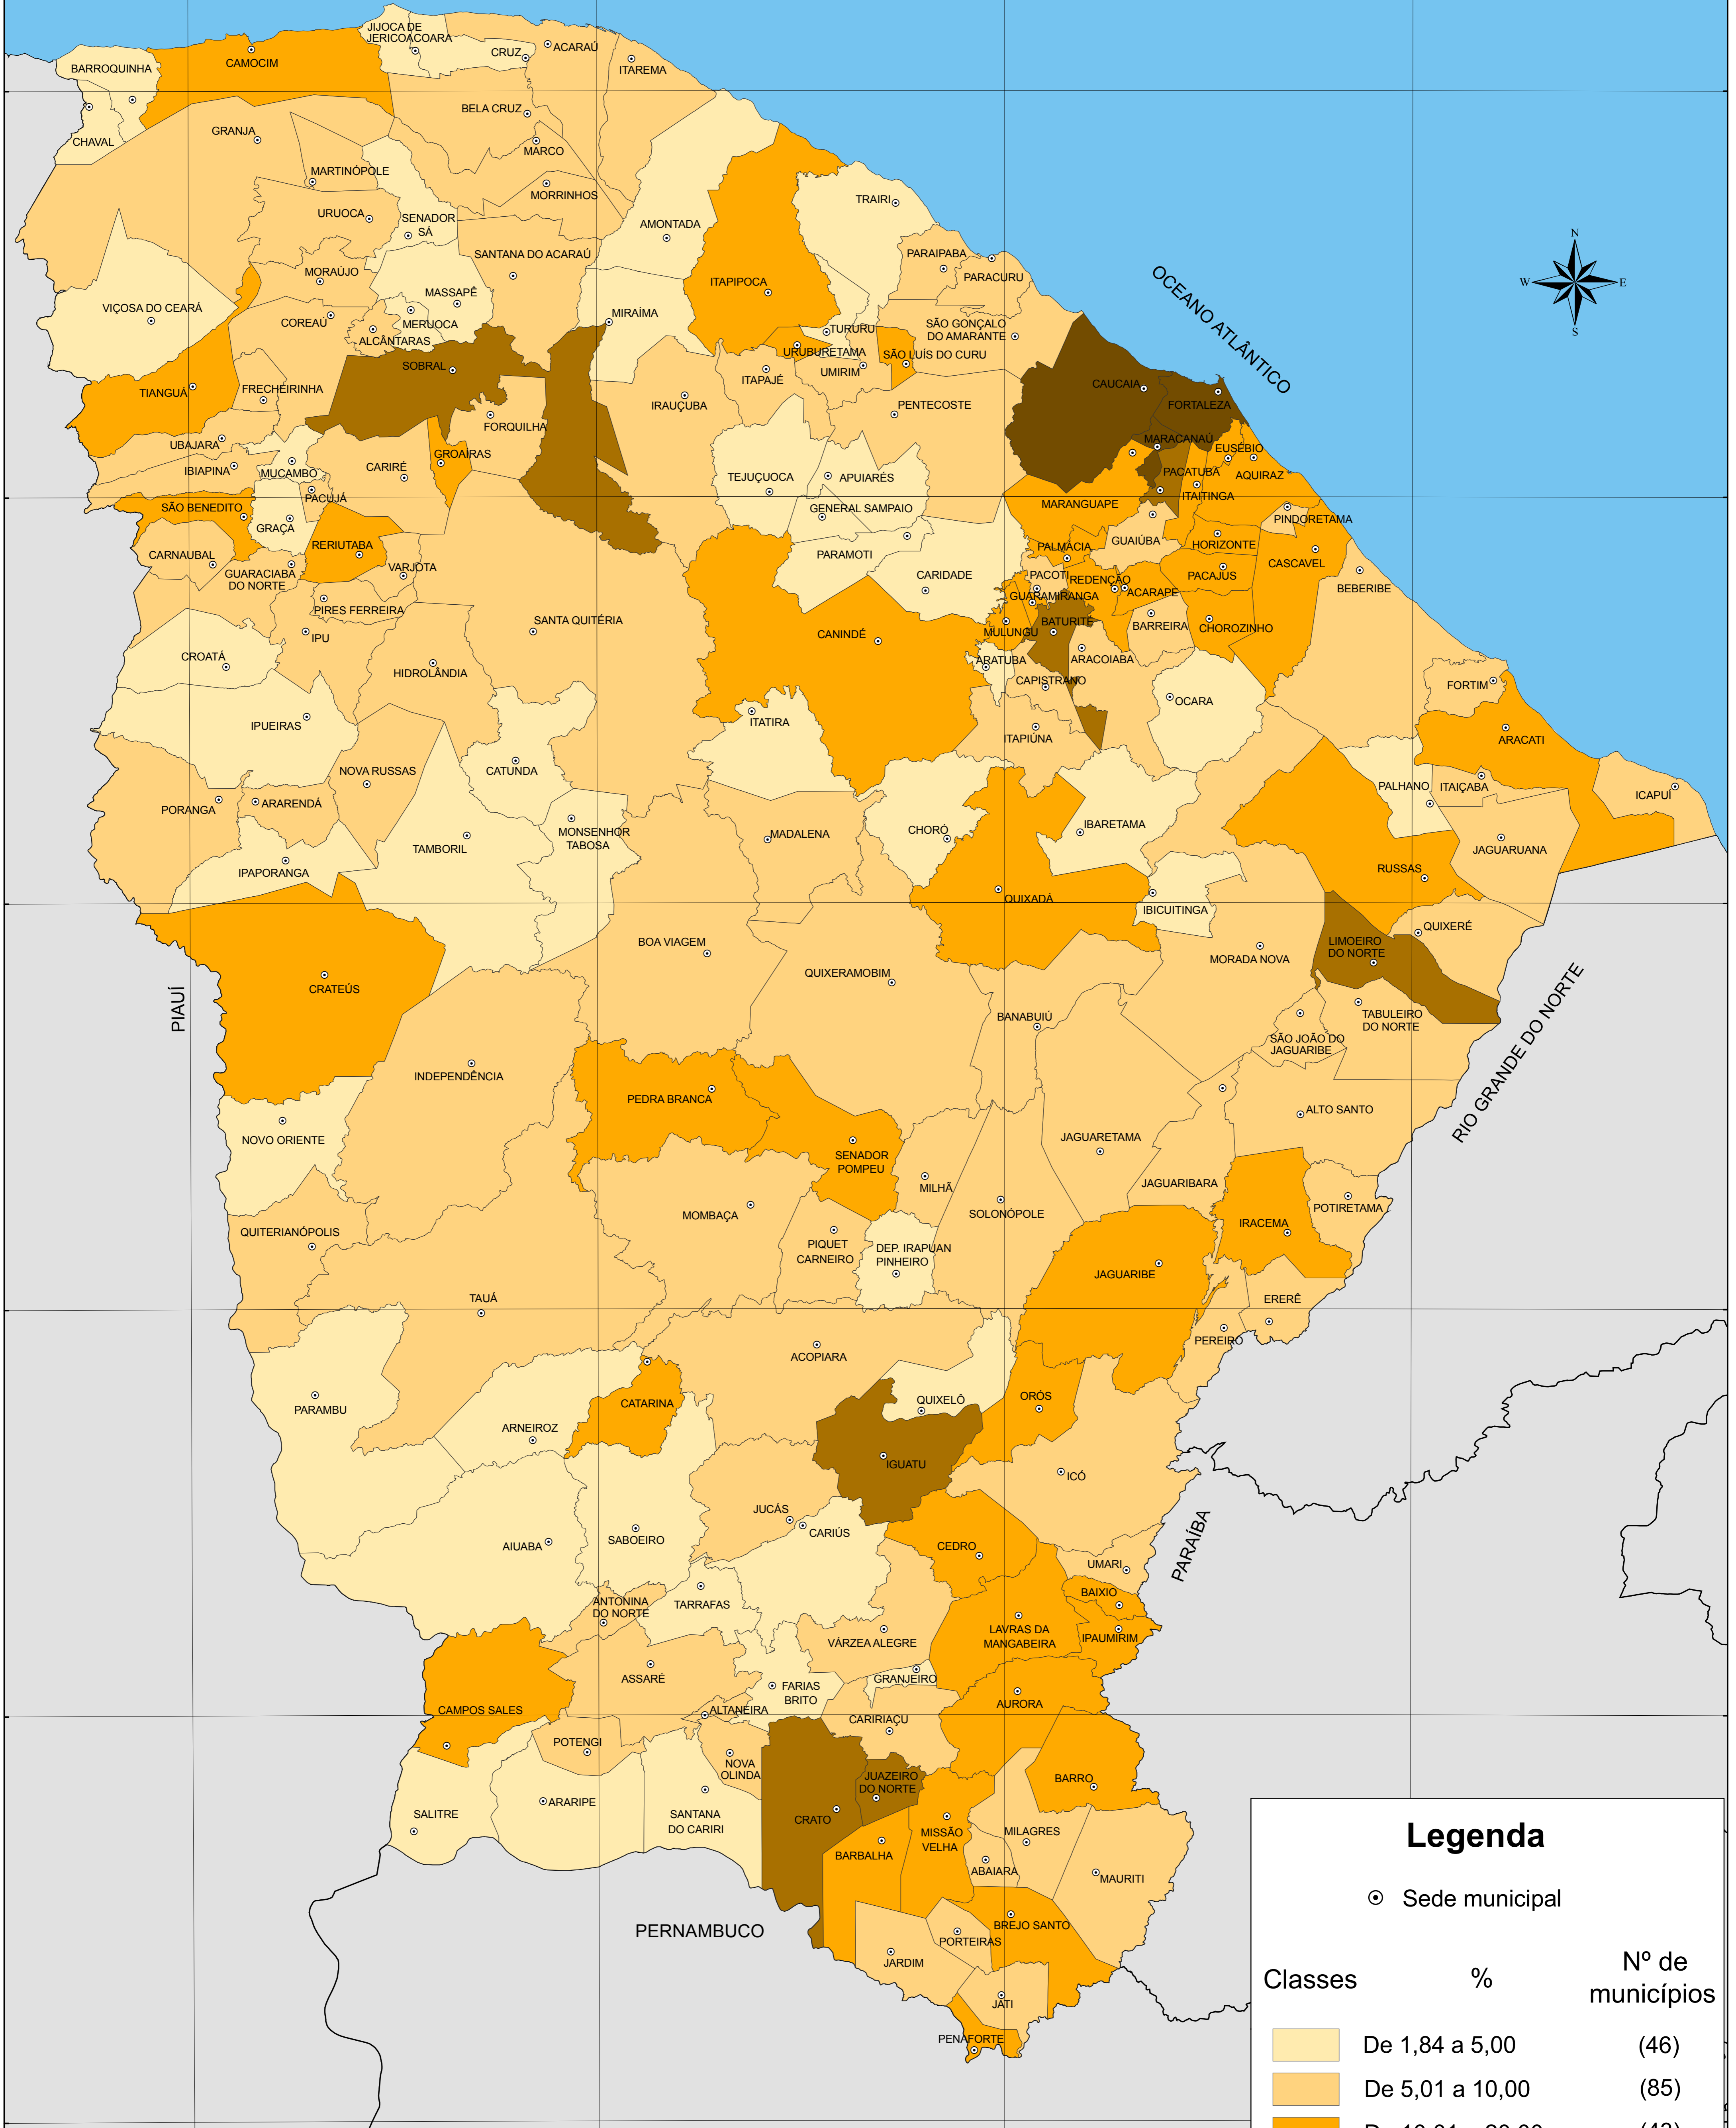 JIJOCA DE
JERICOACOARA
CRUZ
ACARAÚ
BARROQUINHA
CAMOCIM
ITAREMA
BELA CRUZ
CHAVAL
GRANJA
MARCO
MARTINÓPOLE
MORRINHOS
TRAIRI
URUOCA
SENADOR
SÁ
AMONTADA
N
W
E
S
SANTANA DO ACARAÚ
PARAIPABA
PARACURU
MORAÚJO
ITAPIPOCA
OCEANO ATLÂNTICO
MASSAPÊ
VIÇOSA DO CEARÁ
MIRAÍMA
COREAÚ
MERUOCA
TURURU
SÃO GONÇALO
DO AMARANTE
ALCÂNTARAS
URUBURETAMA
SÃO LUÍS DO CURU
SOBRAL
ITAPAJÉ
UMIRIM
CAUCAIA
TIANGUÁ
FRECHEIRINHA
IRAUÇUBA
PENTECOSTE
FORTALEZA
FORQUILHA
MARACANAÚ
UBAJARA
GROAÍRAS
EUSÉBIO
IBIAPINA
MUCAMBO
CARIRÉ
TEJUÇUOCA
APUIARÉS
PACATUBA
AQUIRAZ
PACUJÁ
ITAITINGA
SÃO BENEDITO
GENERAL SAMPAIO
MARANGUAPE
GRAÇA
PINDORETAMA
RERIUTABA
GUAIÚBA
HORIZONTE
CARNAUBAL
PARAMOTI
PALMÁCIA
VARJOTA
CASCAVEL
GUARACIABA
DO NORTE
CARIDADE
PACOTI
REDENÇÃO
PACAJUS
BEBERIBE
GUARAMIRANGA
ACARAPE
PIRES FERREIRA
SANTA QUITÉRIA
BATURITÉ
BARREIRA
CHOROZINHO
IPU
CANINDÉ
MULUNGU
CROATÁ
ARATUBA
ARACOIABA
HIDROLÂNDIA
CAPISTRANO
FORTIM
OCARA
IPUEIRAS
ITATIRA
ITAPIÚNA
ARACATI
NOVA RUSSAS
CATUNDA
PALHANO
ITAIÇABA
ICAPUÍ
PORANGA
ARARENDÁ
IBARETAMA
MONSENHOR
TABOSA
MADALENA
CHORÓ
TAMBORIL
JAGUARUANA
IPAPORANGA
RUSSAS
QUIXADÁ
IBICUITINGA
QUIXERÉ
BOA VIAGEM
LIMOEIRO
DO NORTE
MORADA NOVA
QUIXERAMOBIM
CRATEÚS
PIAUÍ
BANABUIÚ
TABULEIRO
DO NORTE
SÃO JOÃO DO
JAGUARIBE
RIO GRANDE DO NORTE
INDEPENDÊNCIA
PEDRA BRANCA
ALTO SANTO
NOVO ORIENTE
JAGUARETAMA
SENADOR
POMPEU
JAGUARIBARA
MILHÃ
POTIRETAMA
SOLONÓPOLE
MOMBAÇA
IRACEMA
QUITERIANÓPOLIS
PIQUET
CARNEIRO
DEP. IRAPUAN
PINHEIRO
JAGUARIBE
TAUÁ
ERERÊ
PEREIRO
ACOPIARA
ORÓS
QUIXELÔ
CATARINA
PARAMBU
ARNEIROZ
IGUATU
ICÓ
JUCÁS
CARIÚS
SABOEIRO
AIUABA
CEDRO
PARAÍBA
UMARI
BAIXIO
ANTONINA
DO NORTE
TARRAFAS
LAVRAS DA
MANGABEIRA
IPAUMIRIM
VÁRZEA ALEGRE
ASSARÉ
GRANJEIRO
FARIAS
BRITO
AURORA
CAMPOS SALES
ALTANEIRA
CARIRIAÇU
POTENGI
NOVA
OLINDA
JUAZEIRO
DO NORTE
BARRO
ARARIPE
SALITRE
SANTANA
DO CARIRI
CRATO
MISSÃO
VELHA
MILAGRES
BARBALHA
ABAIARA
MAURITI
PERNAMBUCO
BREJO SANTO
PORTEIRAS
JARDIM
JATI
PENAFORTE
Legenda
Sede municipal
Classes % Nº de
municípios
De 1,84 a 5,00 (46)
De 5,01 a 10,00 (85)